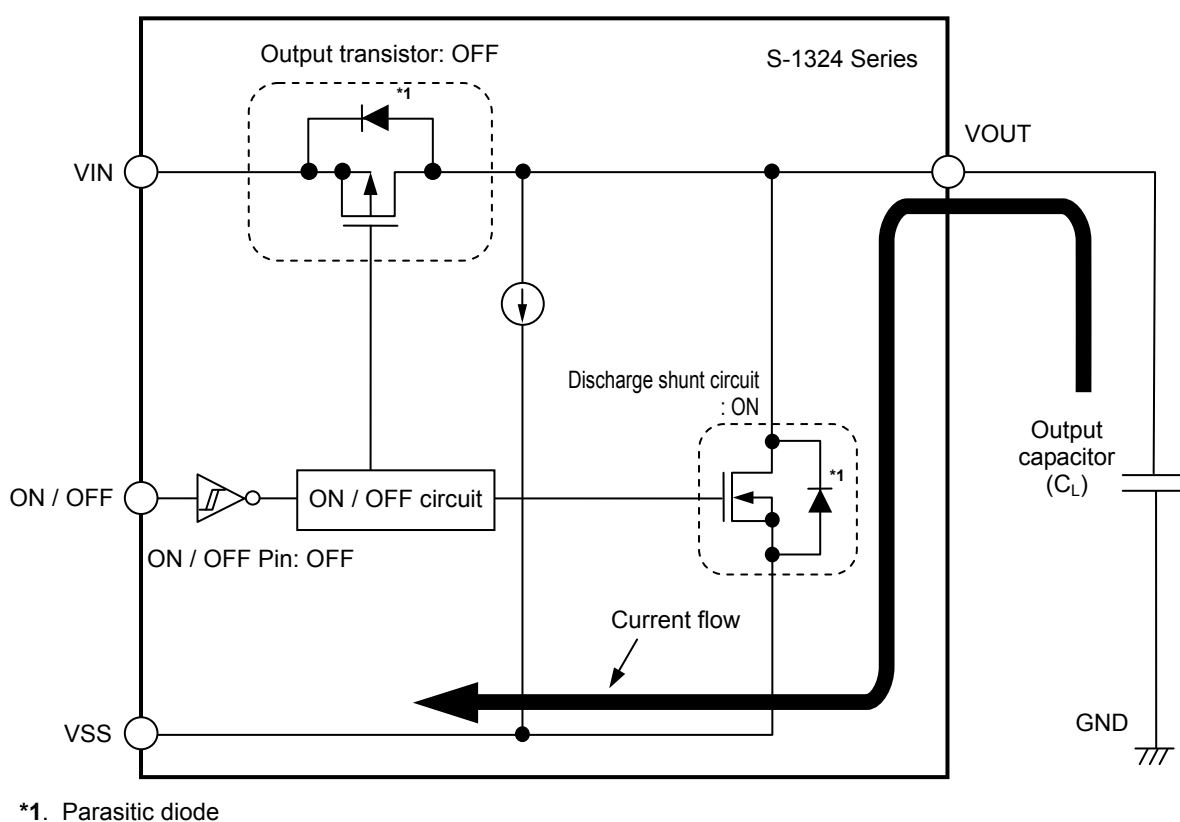 Output transistor: OFF
S-1324 Series
*1
VOUT
VIN
Discharge shunt circuit
: ON
*1
Output
capacitor
(CL)
ON / OFF
ON / OFF circuit
ON / OFF Pin: OFF
Current flow
GND
VSS
*1. Parasitic diode